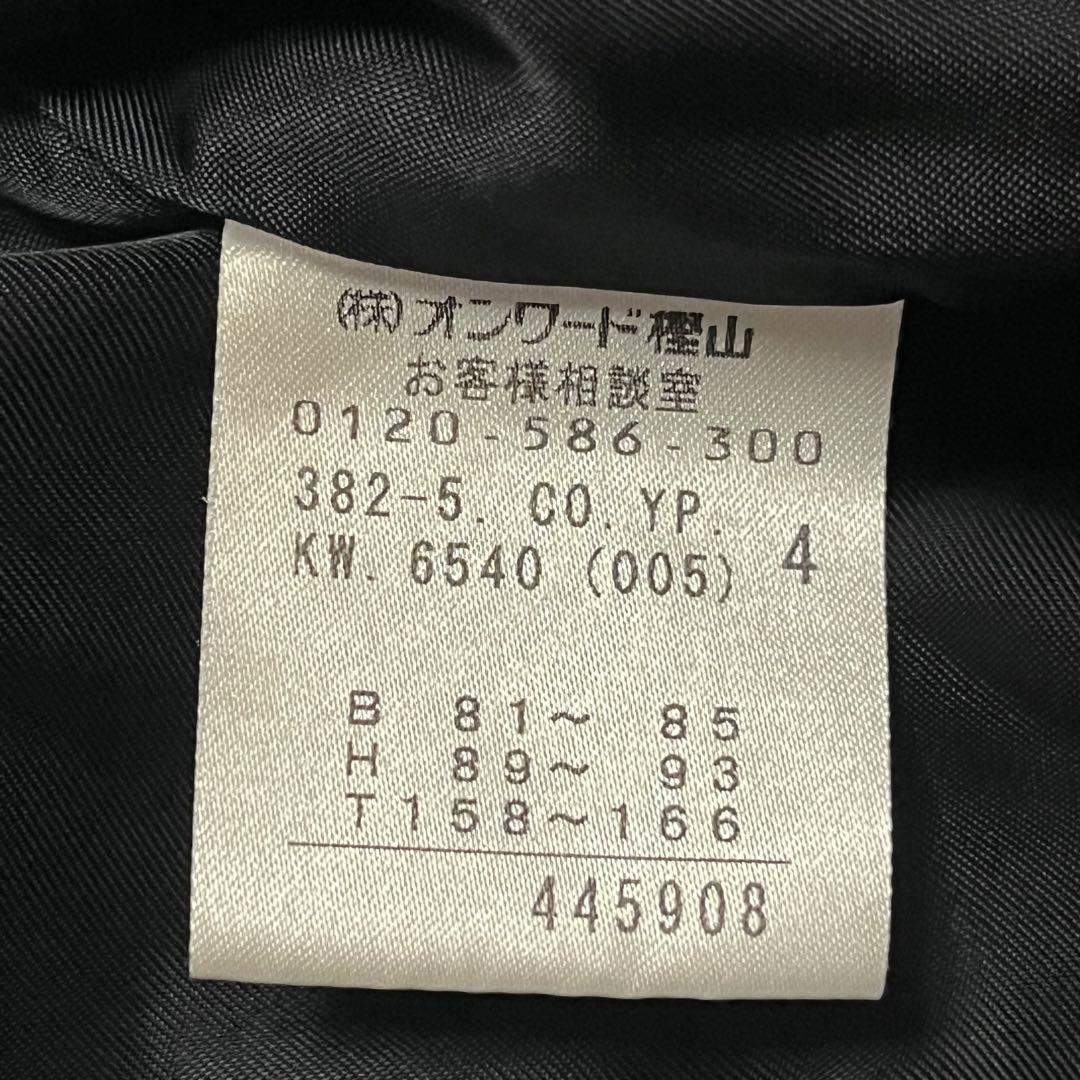 (株)オンワード樫山
お客様相談室
0120-586-300
382-5. CO. YP. 4
KW. 6540 (005)
B 81~ 85
H 89~ 93
T158~166
445908